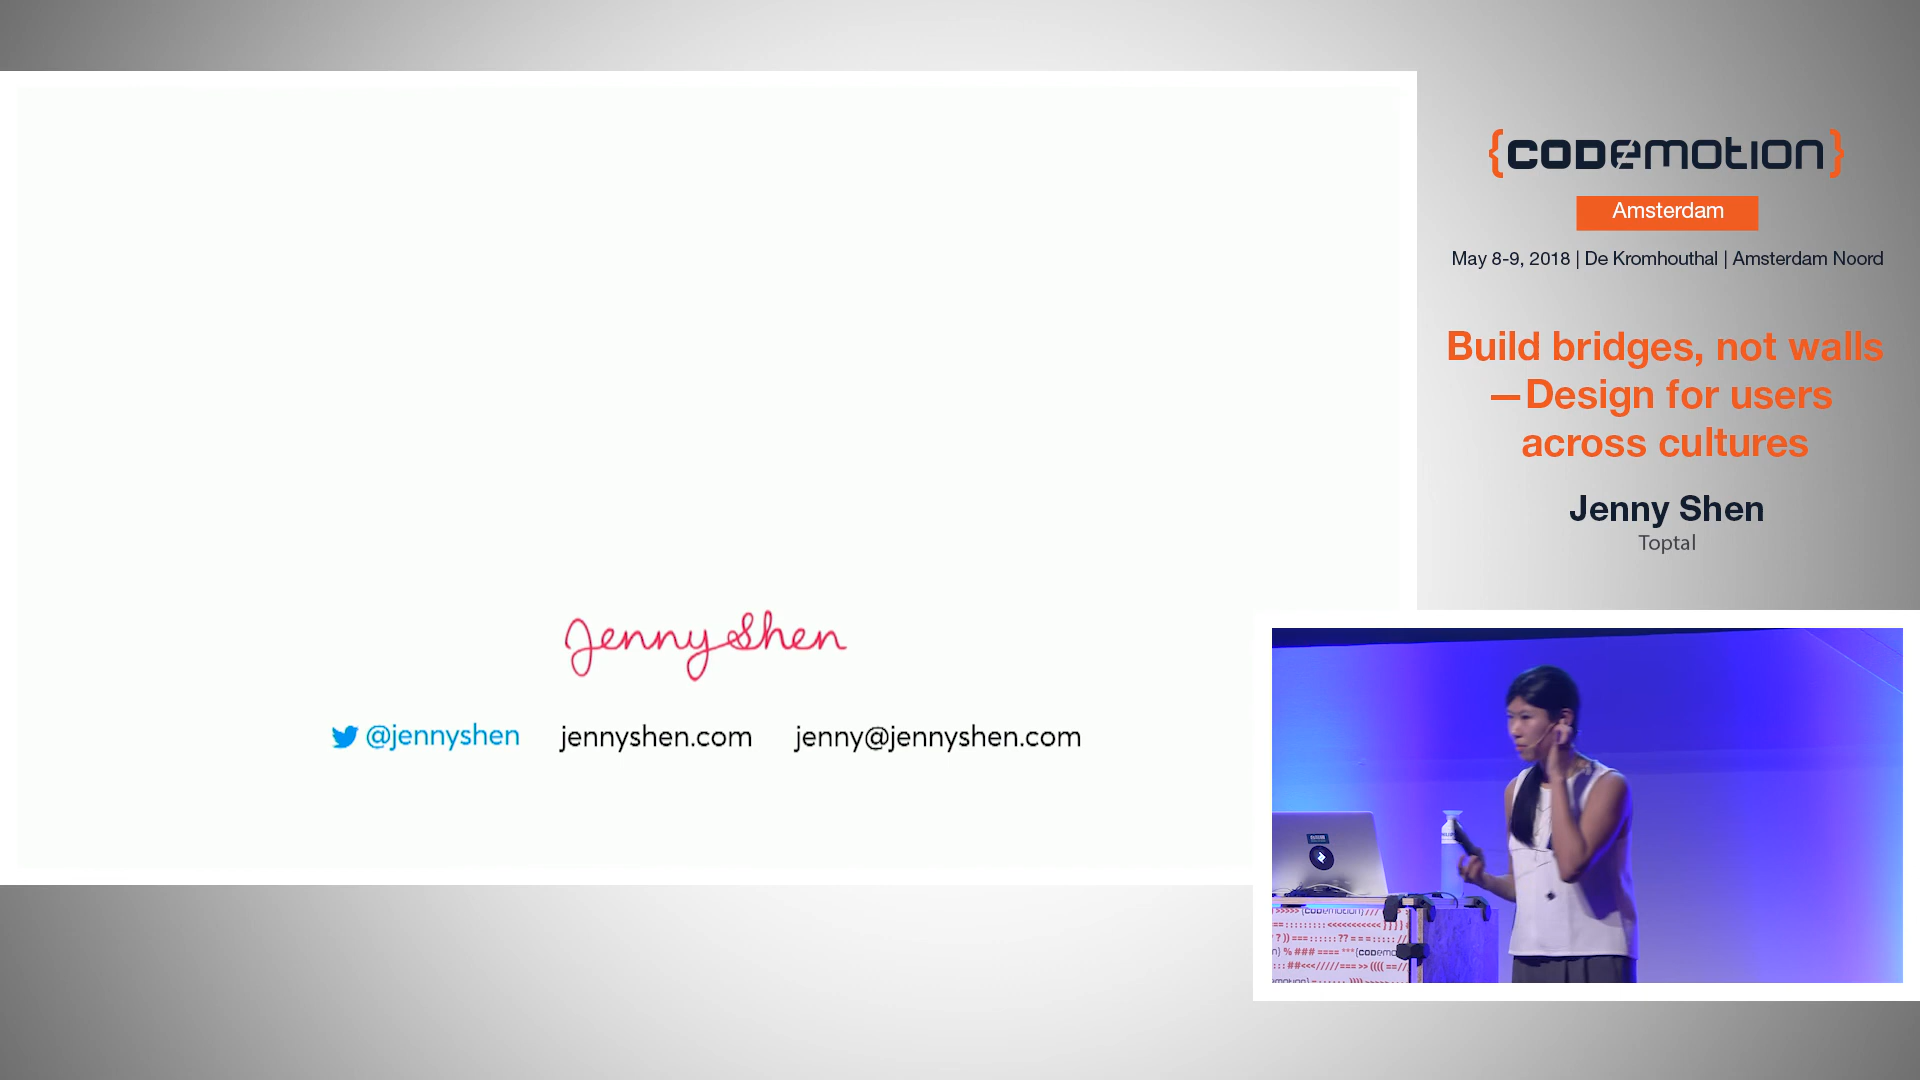 {CODEMOTION}
Amsterdam
May 8-9, 2018 | De Kromhouthal | Amsterdam Noord
Build bridges, not walls
—Design for users
across cultures
Jenny Shen
Toptal
Jenny Shen
@jennyshen jennyshen.com jenny@jennyshen.com
>>>>> {CODEMOTION} ////